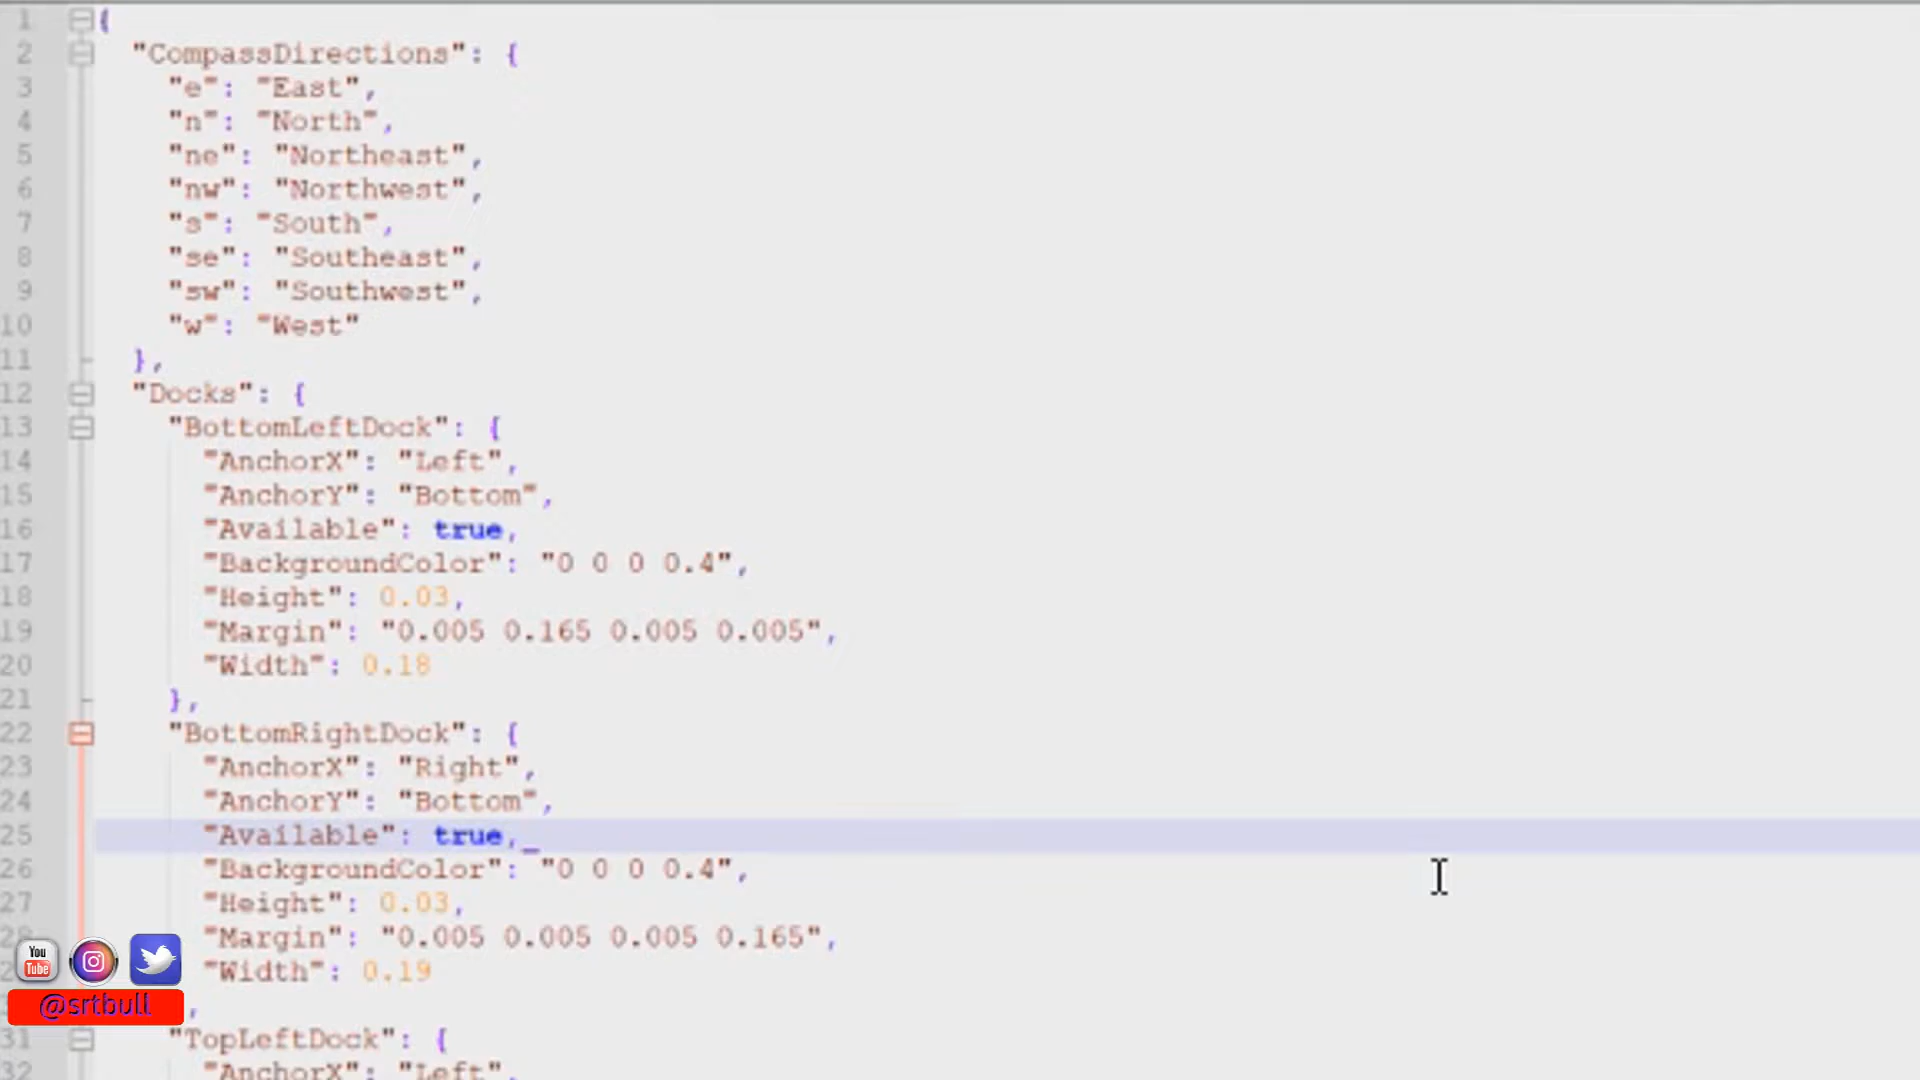 1 {
2 "CompassDirections": {
3 "e": "East",
4 "n": "North",
5 "ne": "Northeast",
6 "nw": "Northwest",
7 "s": "South",
8 "se": "Southeast",
9 "sw": "Southwest",
10 "w": "West"
11 },
12 "Docks": {
13 "BottomLeftDock": {
14 "AnchorX": "Left",
15 "AnchorY": "Bottom",
16 "Available": true,
17 "BackgroundColor": "0 0 0 0.4",
18 "Height": 0.03,
19 "Margin": "0.005 0.165 0.005 0.005",
20 "Width": 0.18
21 },
22 "BottomRightDock": {
23 "AnchorX": "Right",
24 "AnchorY": "Bottom",
25 "Available": true,
26 "BackgroundColor": "0 0 0 0.4",
27 "Height": 0.03,
28 "Margin": "0.005 0.005 0.005 0.165",
"Width": 0.19
,
31 "TopLeftDock": {
32 "AnchorX": "Left",
You Tube
@srtbull